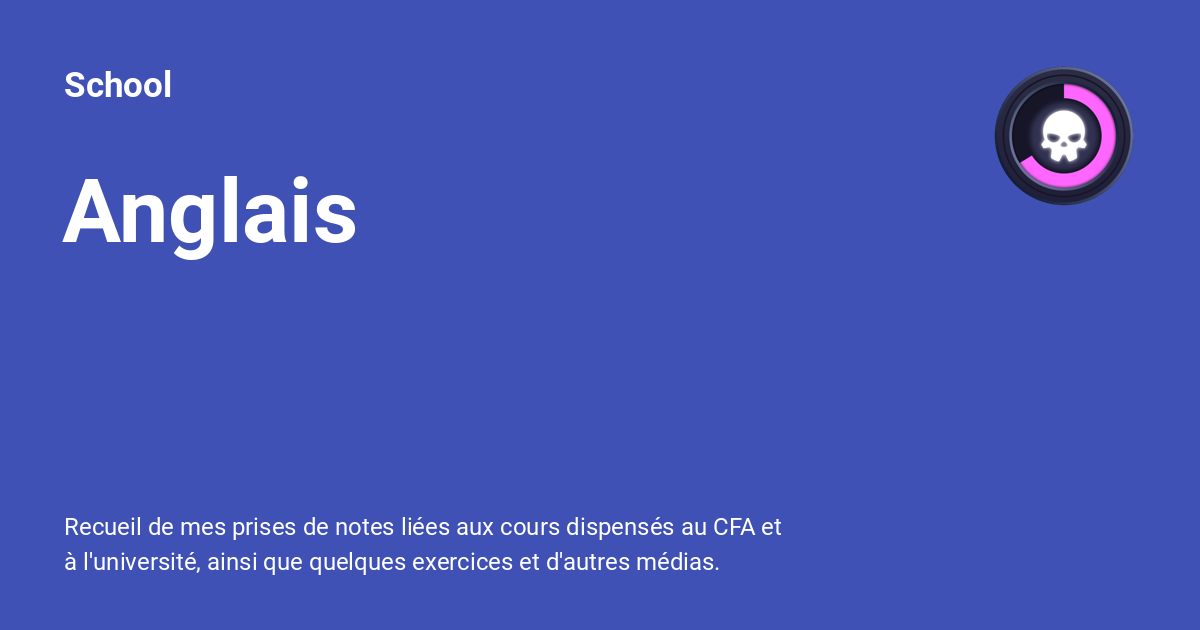 School
Anglais
Recueil de mes prises de notes liées aux cours dispensés au CFA et
à l'université, ainsi que quelques exercices et d'autres médias.